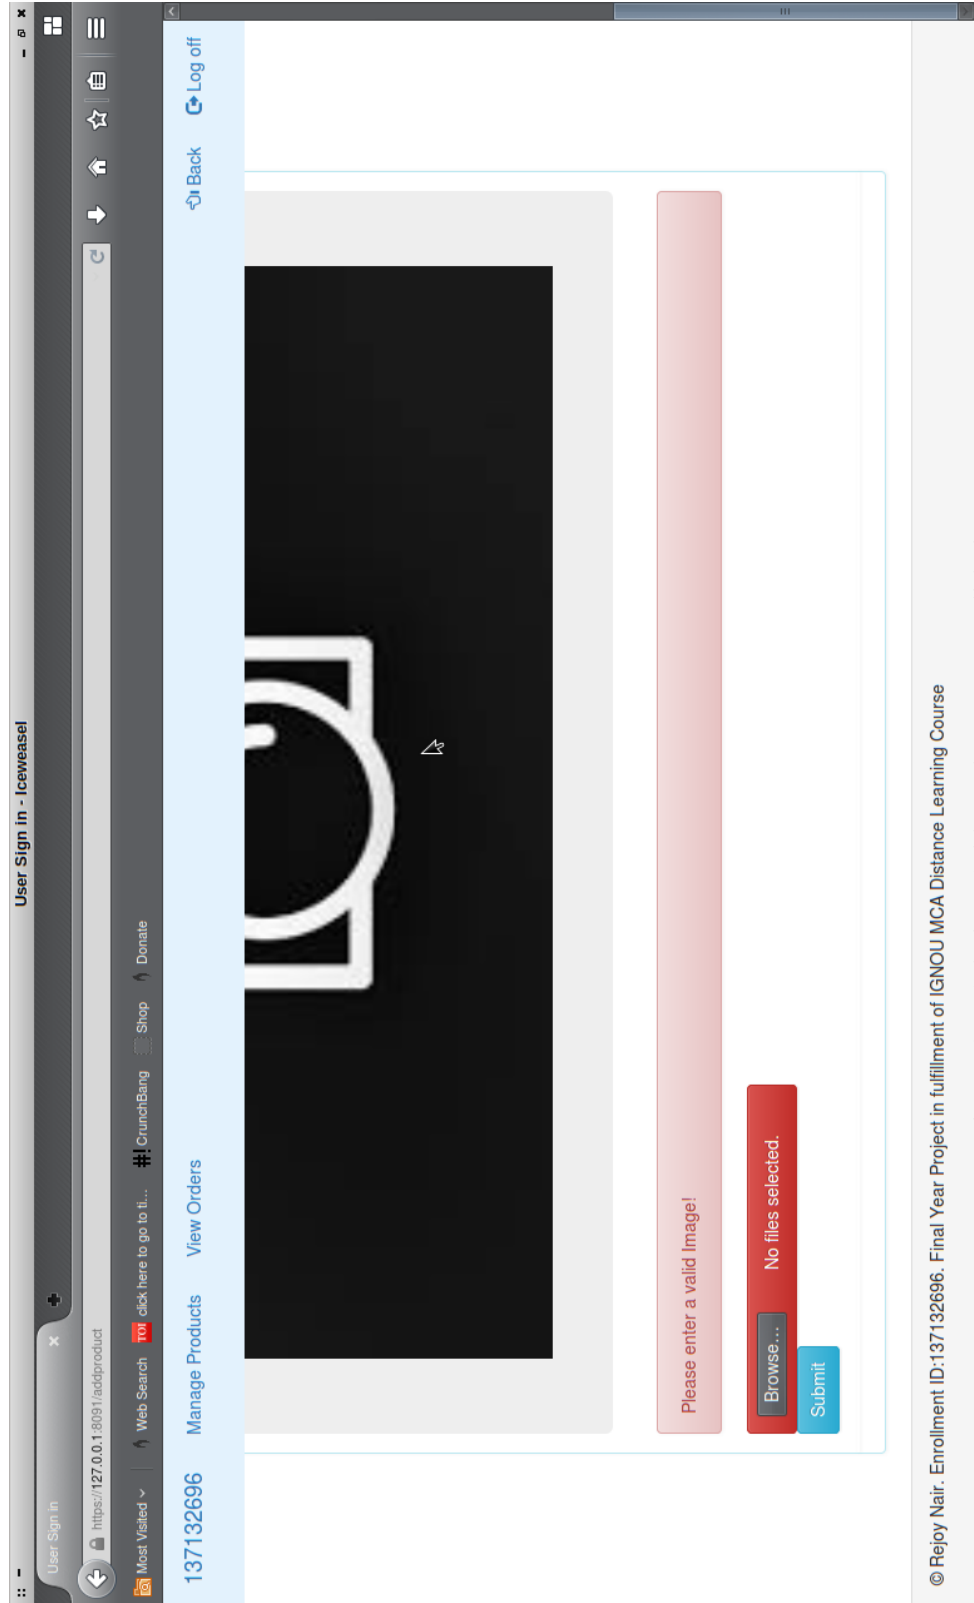 User Sign in - Iceweasel
User Sign in
https://127.0.0.1:8091/addproduct
Most Visited Web Search click here to go to ti... #! CrunchBang Shop Donate
137132696 Manage Products View Orders Back Log off
Please enter a valid Image!
Browse... No files selected.
Submit
© Rejoy Nair. Enrollment ID:137132696. Final Year Project in fulfillment of IGNOU MCA Distance Learning Course